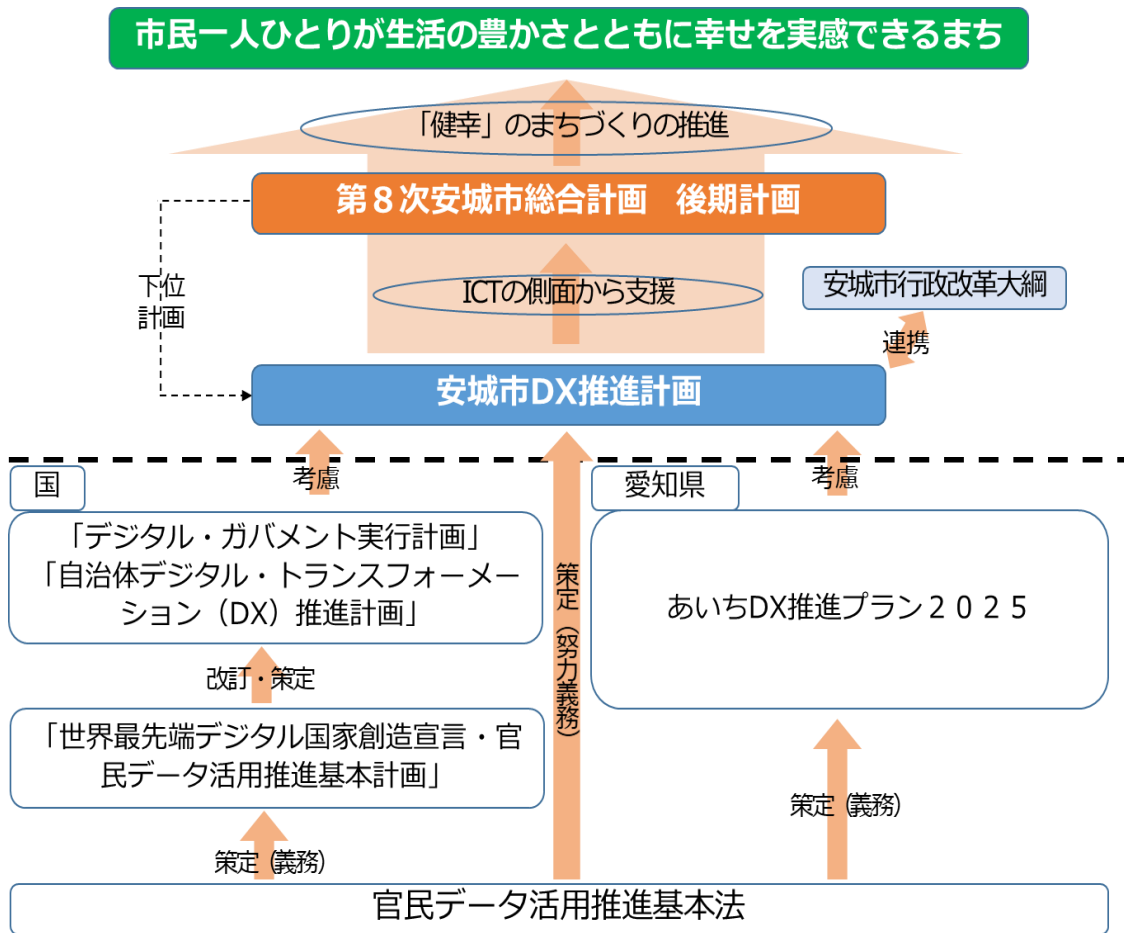 市民一人ひとりが生活の豊かさとともに幸せを実感できるまち
「健幸」のまちづくりの推進
第８次安城市総合計画　後期計画
下位
計画
ICTの側面から支援
安城市行政改革大綱
連携
安城市DX推進計画
考慮
考慮
国
愛知県
「デジタル・ガバメント実行計画」
「自治体デジタル・トランスフォーメー
ション（DX）推進計画」
策定（努力義務）
あいちDX推進プラン２０２５
改訂・策定
「世界最先端デジタル国家創造宣言・官
民データ活用推進基本計画」
策定（義務）
策定（義務）
官民データ活用推進基本法